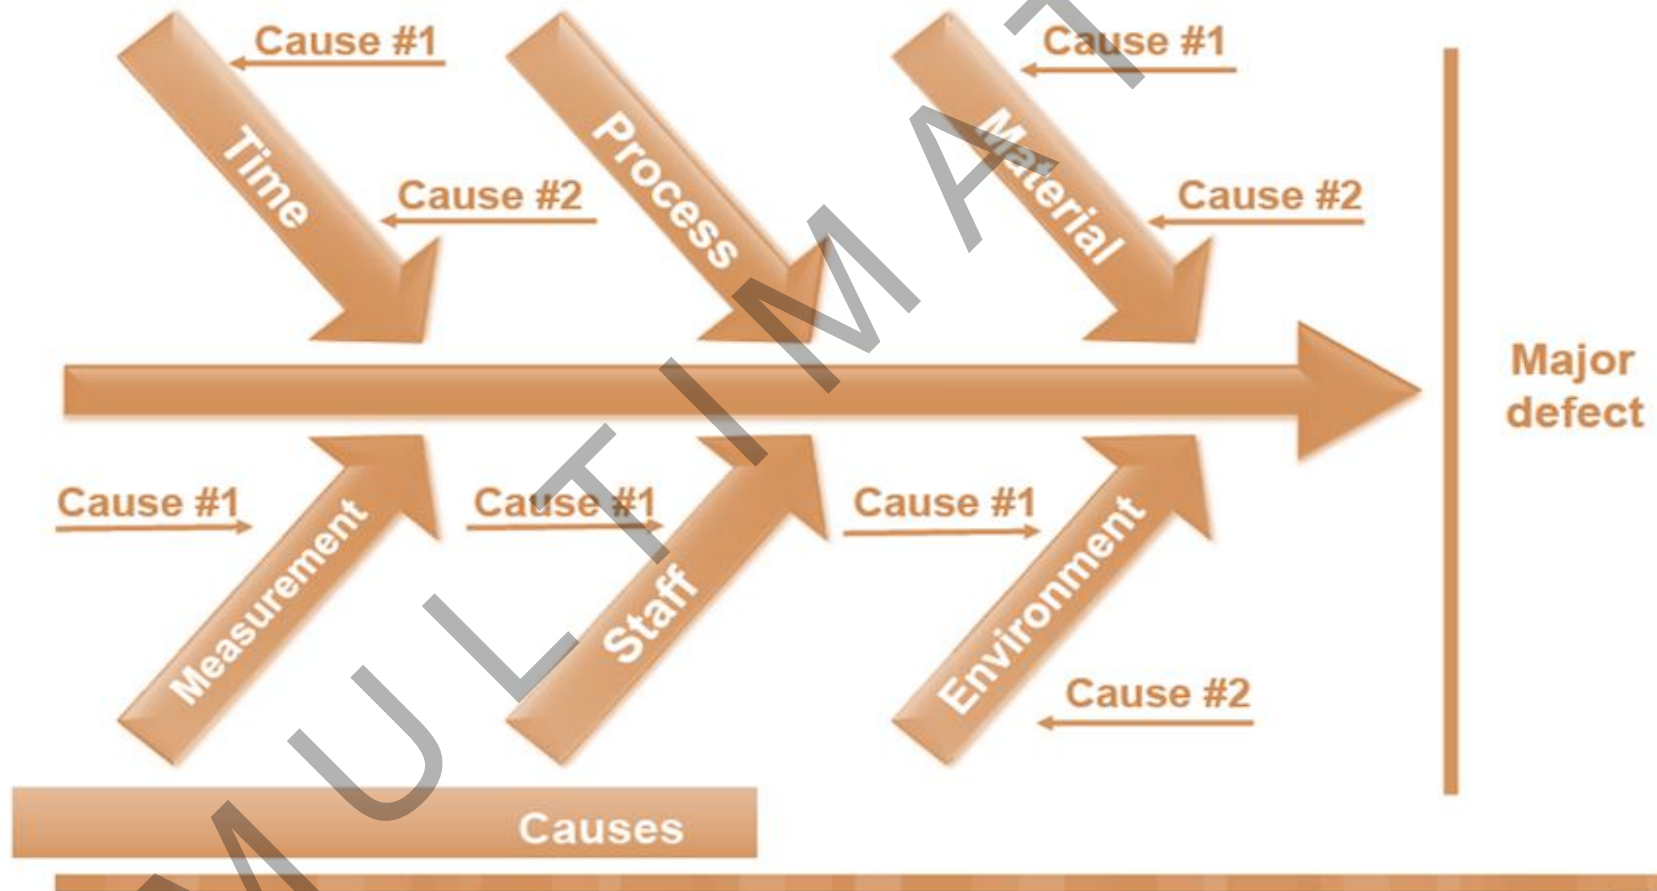 Cause #1
Cause #1
Time
Process
Material
Cause #2
Cause #2
Major
defect
Cause #1
Cause #1
Cause #1
Measurement
Staff
Environment
Cause #2
Causes
MULTIMAT